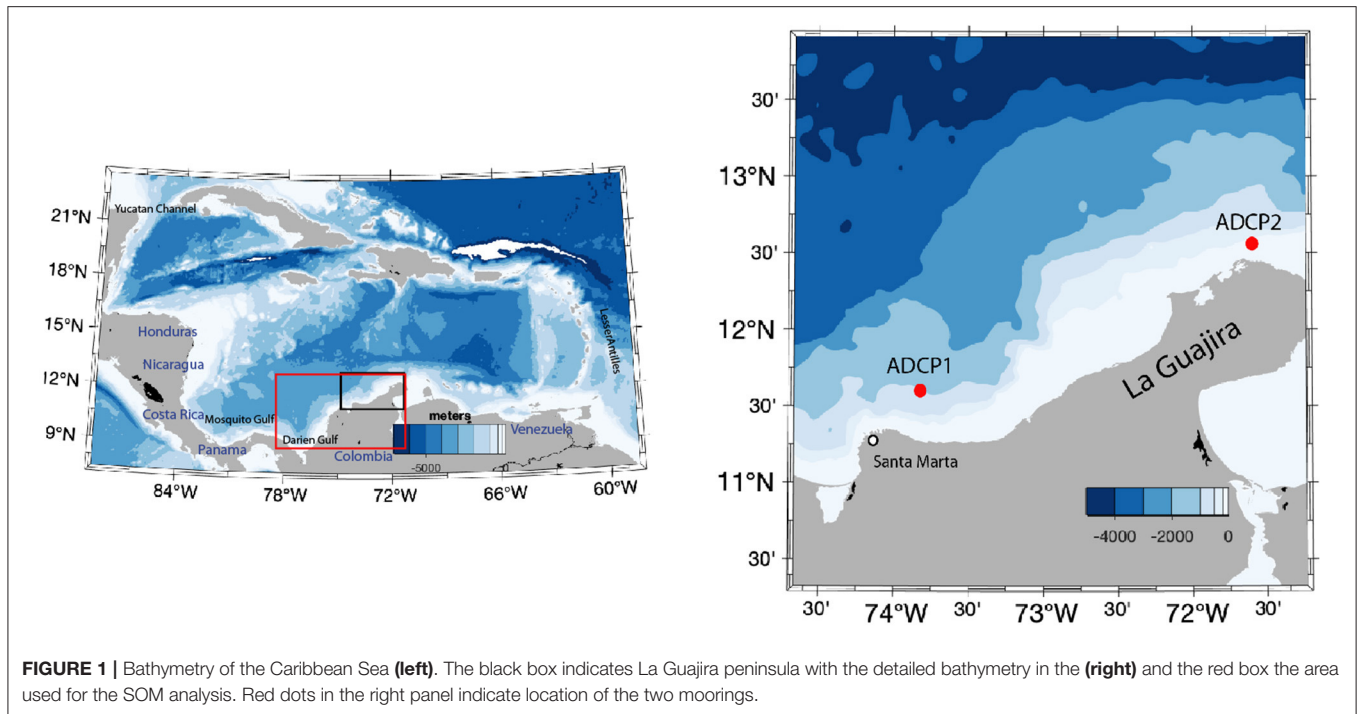 21°N
18°N
15°N
12°N
9°N
84°W
78°W
72°W
66°W
60°W
Yucatan Channel
Honduras
Nicaragua
Costa Rica
Mosquito Gulf
Panama
Darien Gulf
Colombia
Venezuela
LesserAntilles
meters
-5000
30'
13°N
30'
12°N
30'
11°N
30'
30'
74°W
30'
73°W
30'
72°W
30'
ADCP2
ADCP1
La Guajira
Santa Marta
-4000 -2000 0
FIGURE 1 | Bathymetry of the Caribbean Sea (left). The black box indicates La Guajira peninsula with the detailed bathymetry in the (right) and the red box the area
used for the SOM analysis. Red dots in the right panel indicate location of the two moorings.